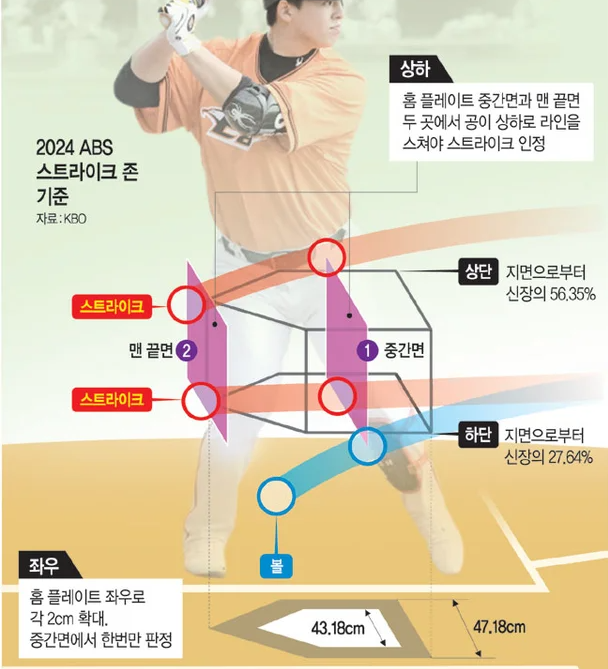 상하
홈 플레이트 중간면과 맨 끝면
두 곳에서 공이 상하로 라인을
스쳐야 스트라이크 인정
2024 ABS
스트라이크 존
기준
자료:KBO
상단
지면으로부터
신장의 56.35%
스트라이크
맨 끝면 2
1 중간면
스트라이크
하단
지면으로부터
신장의 27.64%
볼
좌우
홈 플레이트 좌우로
각 2cm 확대.
중간면에서 한번만 판정
43.18cm
47.18cm